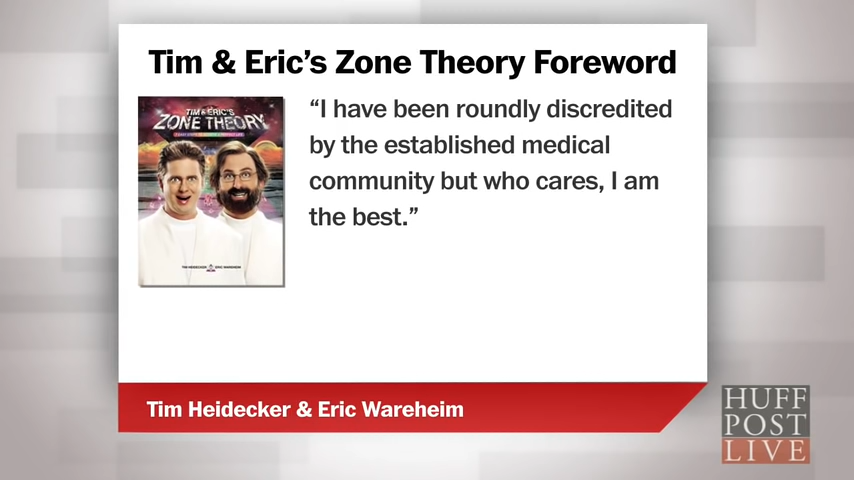 Tim & Eric’s Zone Theory Foreword
TIM & ERIC'S
ZONE THEORY
“I have been roundly discredited
by the established medical
community but who cares, I am
the best.”
TIM HEIDECKER
ERIC WAREHEIM
Tim Heidecker & Eric Wareheim
HUFF
POST
LIVE